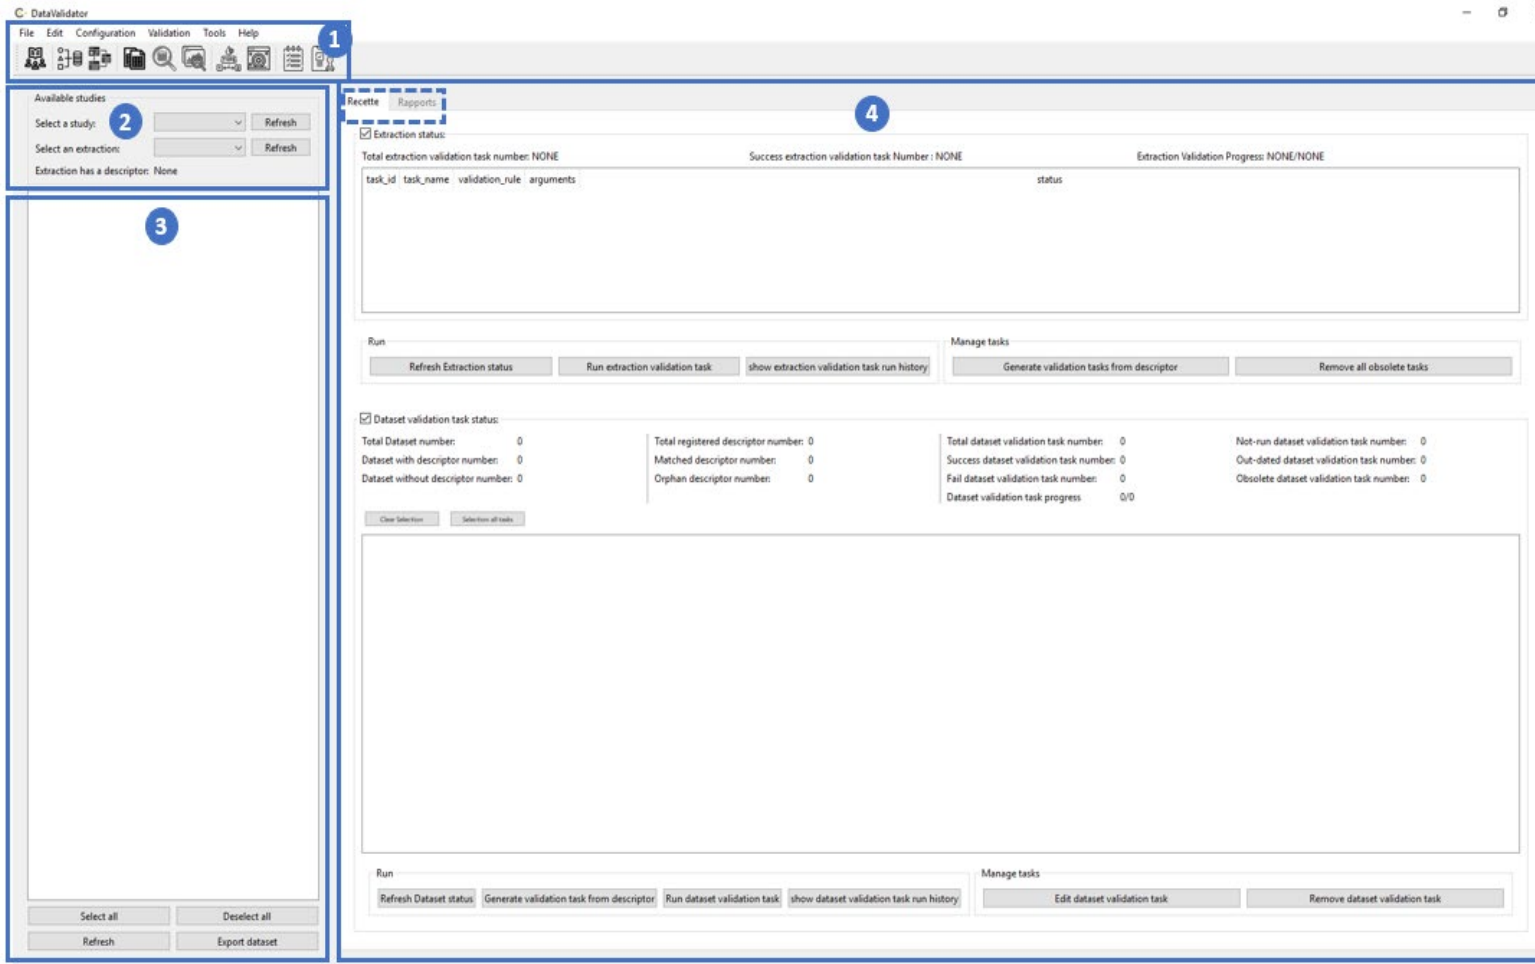 DataValidator
File Edit Configuration Validation Tools Help
1
Available studies
Select a study: Refresh
2
Select an extraction: Refresh
Extraction has a descriptor: None
3
Select all Deselect all
Refresh Export dataset
Recette Rapports
4
Extraction status:
Total extraction validation task number: NONE Success extraction validation task Number : NONE Extraction Validation Progress: NONE/NONE
task_id task_name validation_rule arguments status
Run Manage tasks
Refresh Extraction status Run extraction validation task show extraction validation task run history Generate validation tasks from descriptor Remove all obsolete tasks
Dataset validation task status:
Total Dataset number: 0 Total registered descriptor number: 0 Total dataset validation task number: 0 Not-run dataset validation task number: 0
Dataset with descriptor number: 0 Matched descriptor number: 0 Success dataset validation task number: 0 Out-dated dataset validation task number: 0
Dataset without descriptor number: 0 Orphan descriptor number: 0 Fail dataset validation task number: 0 Obsolete dataset validation task number: 0
Dataset validation task progress 0/0
Clear Selection Selection all tasks
Run Manage tasks
Refresh Dataset status Generate validation task from descriptor Run dataset validation task show dataset validation task run history Edit dataset validation task Remove dataset validation task